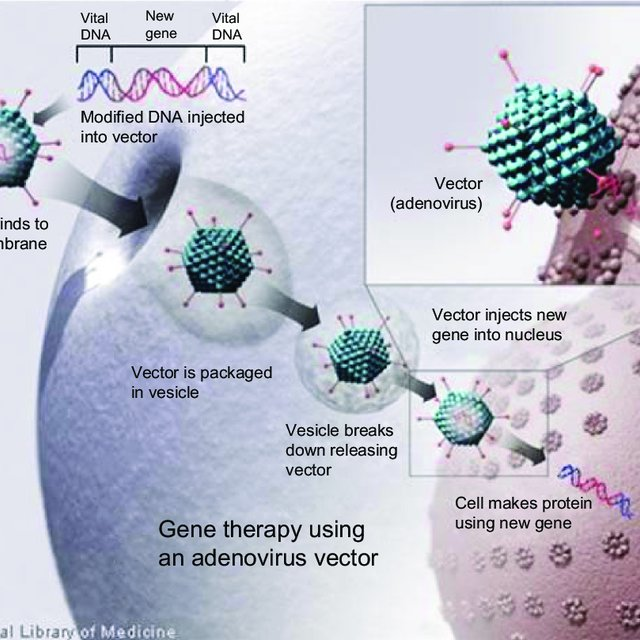 Vital New Vital
DNA gene DNA
Modified DNA injected
into vector
inds to
mbrane
Vector
(adenovirus)
Vector injects new
gene into nucleus
Vector is packaged
in vesicle
Vesicle breaks
down releasing
vector
Cell makes protein
using new gene
Gene therapy using
an adenovirus vector
al Library of Medicine